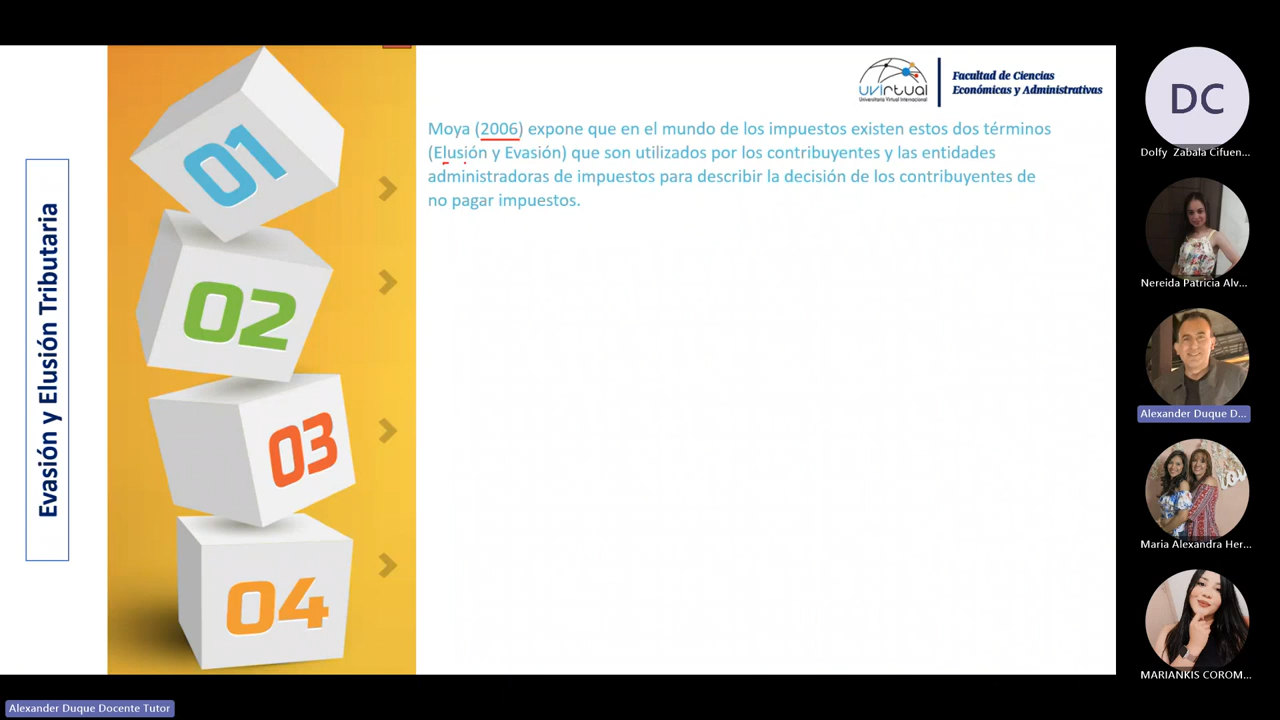 Evasión y Elusión Tributaria
01
02
03
04
uvirtual
Universitaria Virtual Internacional
Facultad de Ciencias
Económicas y Administrativas
Moya (2006) expone que en el mundo de los impuestos existen estos dos términos
(Elusión y Evasión) que son utilizados por los contribuyentes y las entidades
administradoras de impuestos para describir la decisión de los contribuyentes de
no pagar impuestos.
DC
Dolfy Zabala Cifuen...
Nereida Patricia Alv...
Alexander Duque D...
Maria Alexandra Her...
MARIANKIS COROM...
Alexander Duque Docente Tutor